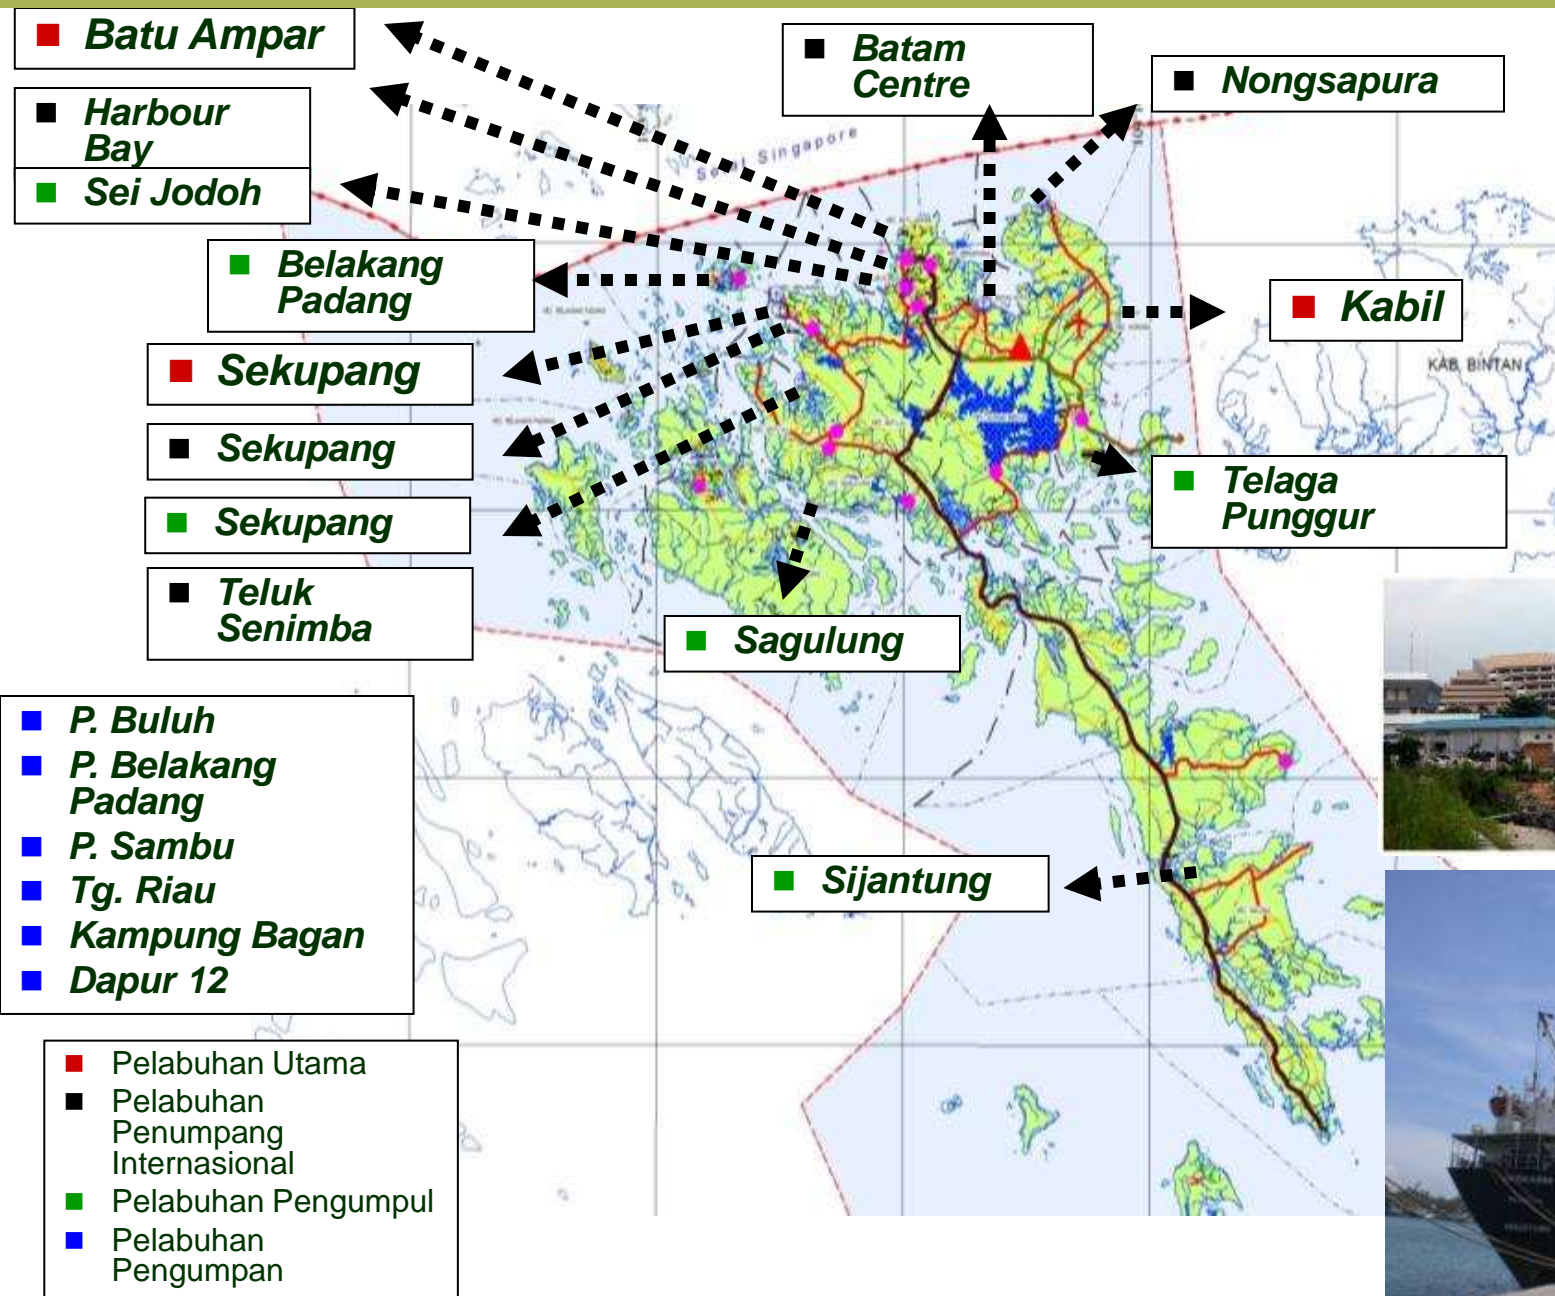 Batu Ampar
Harbour
Bay
Sei Jodoh
Batam
Centre
Nongsapura
Selat Singapore
Belakang
Padang
Kabil
KAB. BINTAN
Sekupang
Sekupang
Sekupang
Telaga
Punggur
Teluk
Senimba
Sagulung
P. Buluh
P. Belakang
Padang
P. Sambu
Tg. Riau
Kampung Bagan
Dapur 12
Sijantung
Pelabuhan Utama
Pelabuhan
Penumpang
Internasional
Pelabuhan Pengumpul
Pelabuhan
Pengumpan